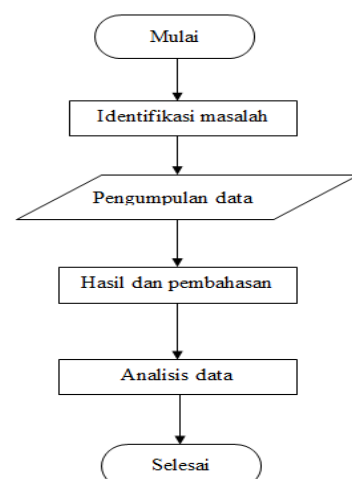 Mulai
Identifikasi masalah
Pengumpulan data
Hasil dan pembahasan
Analisis data
Selesai